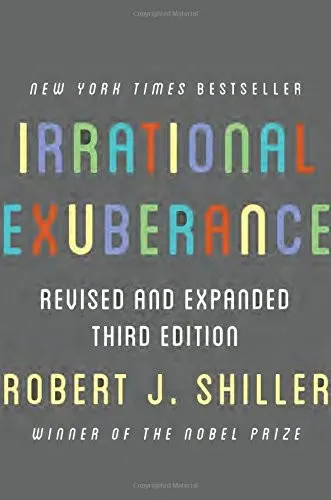 NEW YORK TIMES BESTSELLER
IRRATIONAL
EXUBERANCE
REVISED AND EXPANDED
THIRD EDITION
ROBERT J. SHILLER
WINNER OF THE NOBEL PRIZE